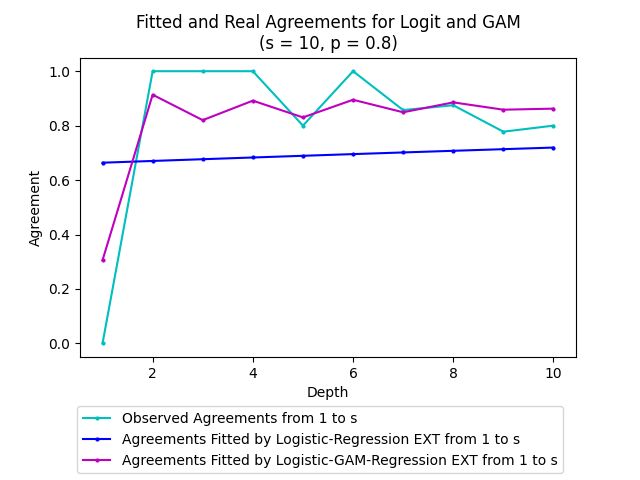 Fitted and Real Agreements for Logit and GAM
(s = 10, p = 0.8)
1.0
0.8
0.6
0.4
0.2
0.0
Agreement
2 4 6 8 10
Depth
Observed Agreements from 1 to s
Agreements Fitted by Logistic-Regression EXT from 1 to s
Agreements Fitted by Logistic-GAM-Regression EXT from 1 to s